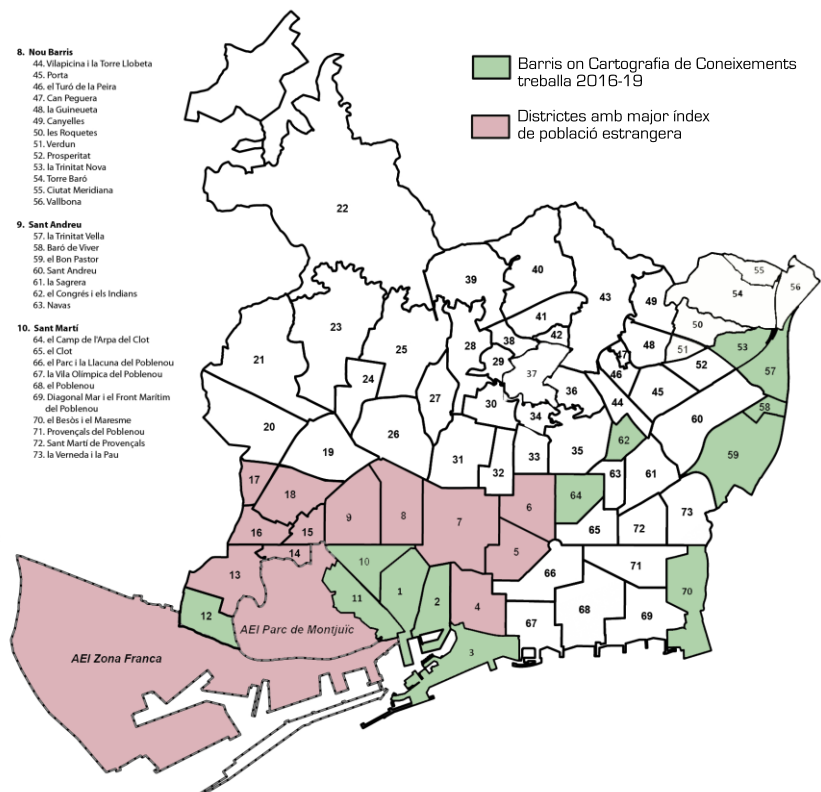 8. Nou Barris
44. Vilapicina i la Torre Llobeta
45. Porta
46. el Turó de la Peira
47. Can Peguera
48. la Guineueta
49. Canyelles
50. les Roquetes
51. Verdun
52. Prosperitat
53. la Trinitat Nova
54. Torre Baró
55. Ciutat Meridiana
56. Vallbona
9. Sant Andreu
57. la Trinitat Vella
58. Baró de Viver
59. el Bon Pastor
60. Sant Andreu
61. la Sagrera
62. el Congrés i els Indians
63. Navas
10. Sant Martí
64. el Camp de l'Arpa del Clot
65. el Clot
66. el Parc i la Llacuna del Poblenou
67. la Vila Olímpica del Poblenou
68. el Poblenou
69. Diagonal Mar i el Front Marítim
del Poblenou
70. el Besòs i el Maresme
71. Provençals del Poblenou
72. Sant Martí de Provençals
73. la Verneda i la Pau
Barris on Cartografia de Coneixements
treballa 2016-19
Districtes amb major índex
de població estrangera
22
39
40
43
49
55
54
56
50
41
42
38
28
29
37
48
47
46
51
52
53
57
58
23
25
21
24
27
30
34
36
44
45
60
59
20
19
26
31
32
33
35
62
61
63
64
65
72
73
17
18
16
15
14
9
8
7
6
5
66
71
70
13
10
11
1
2
4
12
67
68
69
3
AEI Parc de Montjuïc
AEI Zona Franca